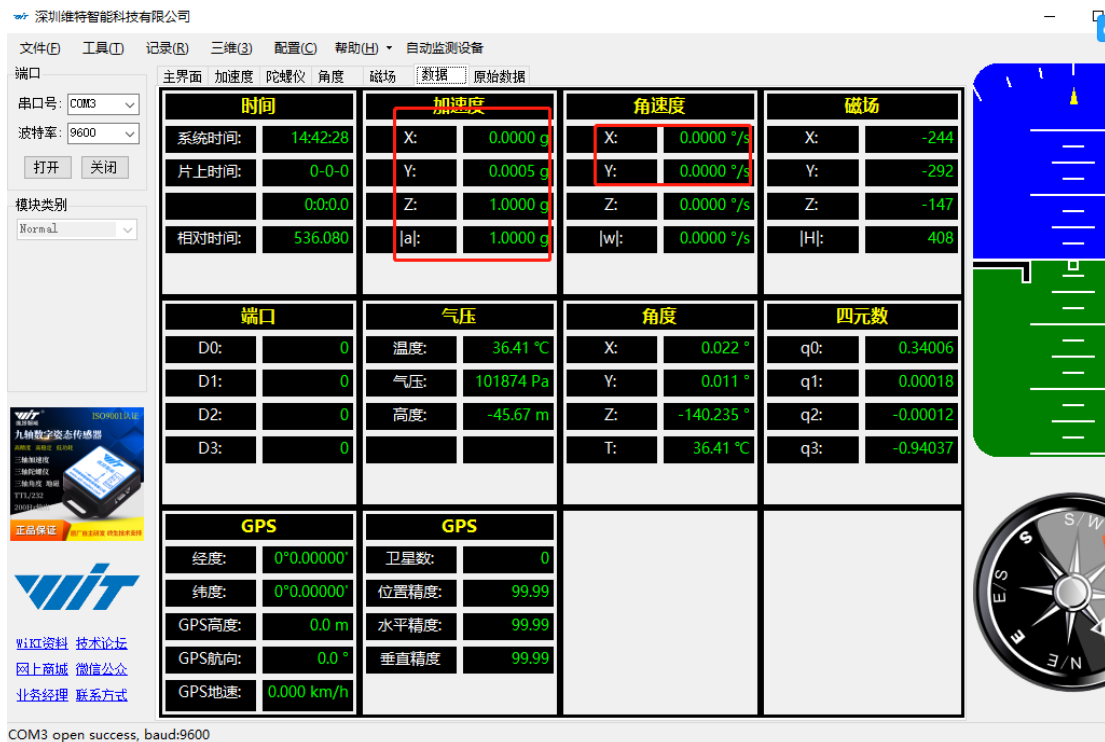 深圳维特智能科技有限公司
文件(F) 工具(T) 记录(R) 三维(3) 配置(C) 帮助(H) 自动监测设备
端口
串口号: COM3
波特率: 9600
打开 关闭
模块类别
Normal
主界面 加速度 陀螺仪 角度 磁场 数据 原始数据
时间
系统时间: 14:42:28
片上时间: 0-0-0
0:0:0.0
相对时间: 536.080
加速度
X: 0.0000 g
Y: 0.0005 g
Z: 1.0000 g
|a|: 1.0000 g
角速度
X: 0.0000 °/s
Y: 0.0000 °/s
Z: 0.0000 °/s
|w|: 0.0000 °/s
磁场
X: -244
Y: -292
Z: -147
|H|: 408
端口
D0: 0
D1: 0
D2: 0
D3: 0
气压
温度: 36.41 ℃
气压: 101874 Pa
高度: -45.67 m
角度
X: 0.022 °
Y: 0.011 °
Z: -140.235 °
T: 36.41 ℃
四元数
q0: 0.34006
q1: 0.00018
q2: -0.00012
q3: -0.94037
GPS
经度: 0°0.00000'
纬度: 0°0.00000'
GPS高度: 0.0 m
GPS航向: 0.0 °
GPS地速: 0.000 km/h
GPS
卫星数: 0
位置精度: 99.99
水平精度: 99.99
垂直精度 99.99
WIT ISO9001认证
九轴数字姿态传感器
三轴加速度
三轴陀螺仪
三轴角度 地磁
TTL/232
正品保证
WIT
WiKI资料 技术论坛
网上商城 微信公众
业务经理 联系方式
S/W
S
E/S
E
N/E
COM3 open success, baud:9600